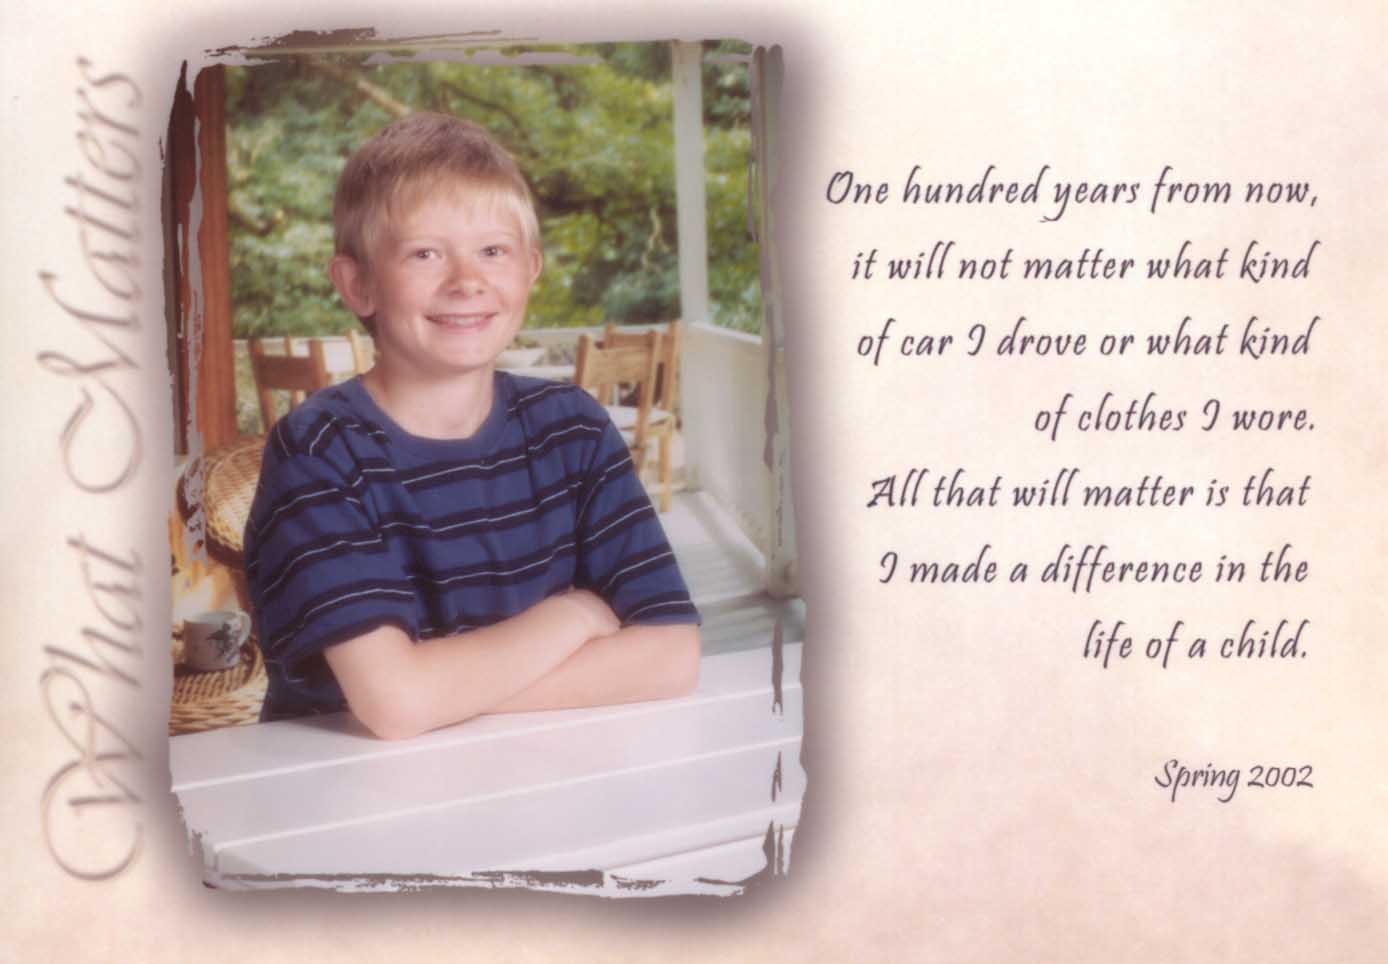 What Matters
One hundred years from now,
it will not matter what kind
of car I drove or what kind
of clothes I wore.
All that will matter is that
I made a difference in the
life of a child.
Spring 2002